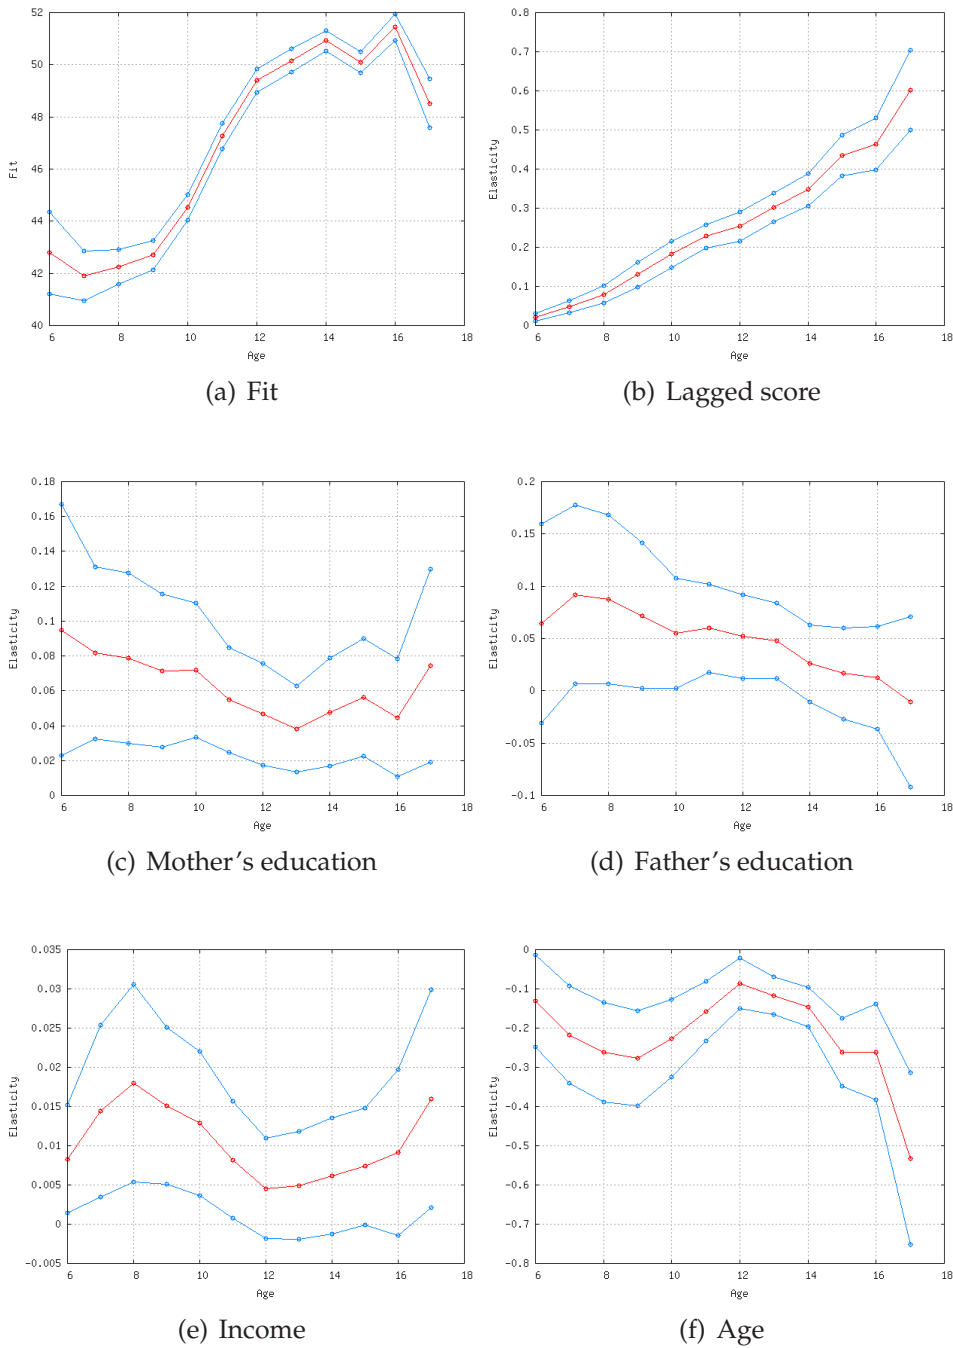 52
50
48
46
44
42
40
Fit
6 8 10 12 14 16 18
Age
(a) Fit
0.8
0.7
0.6
0.5
0.4
0.3
0.2
0.1
0
Elasticity
6 8 10 12 14 16 18
Age
(b) Lagged score
0.18
0.16
0.14
0.12
0.1
0.08
0.06
0.04
0.02
0
Elasticity
6 8 10 12 14 16 18
Age
(c) Mother's education
0.2
0.15
0.1
0.05
0
-0.05
-0.1
Elasticity
6 8 10 12 14 16 18
Age
(d) Father's education
0.035
0.03
0.025
0.02
0.015
0.01
0.005
0
-0.005
Elasticity
6 8 10 12 14 16 18
Age
(e) Income
0
-0.1
-0.2
-0.3
-0.4
-0.5
-0.6
-0.7
-0.8
Elasticity
6 8 10 12 14 16 18
Age
(f) Age